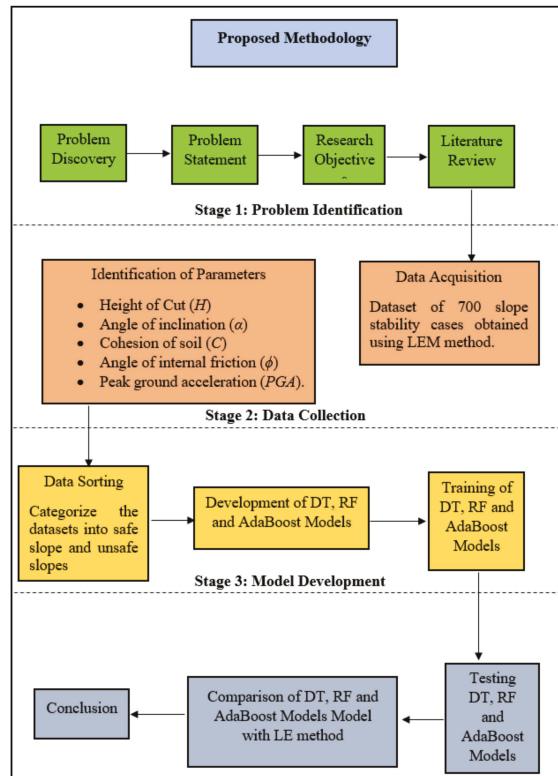 Proposed Methodology
Problem
Discovery
Problem
Statement
Research
Objective
Literature
Review
Stage 1: Problem Identification
Identification of Parameters
• Height of Cut (H)
• Angle of inclination (α)
• Cohesion of soil (C)
• Angle of internal friction (ϕ)
• Peak ground acceleration (PGA).
Data Acquisition
Dataset of 700 slope
stability cases obtained
using LEM method.
Stage 2: Data Collection
Data Sorting
Categorize the
datasets into safe
slope and unsafe
slopes
Development of DT, RF
and AdaBoost Models
Training of
DT, RF and
AdaBoost
Models
Stage 3: Model Development
Testing
DT, RF
and
AdaBoost
Models
Comparison of DT, RF and
AdaBoost Models Model
with LE method
Conclusion